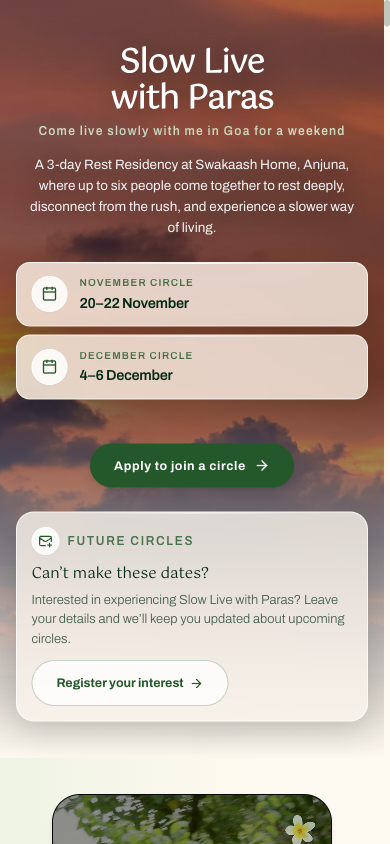 Slow Live
with Paras
Come live slowly with me in Goa for a weekend
A 3-day Rest Residency at Swakaash Home, Anjuna,
where up to six people come together to rest deeply,
disconnect from the rush, and experience a slower way
of living.
NOVEMBER CIRCLE
20–22 November
DECEMBER CIRCLE
4–6 December
Apply to join a circle
FUTURE CIRCLES
Can’t make these dates?
Interested in experiencing Slow Live with Paras? Leave
your details and we’ll keep you updated about upcoming
circles.
Register your interest